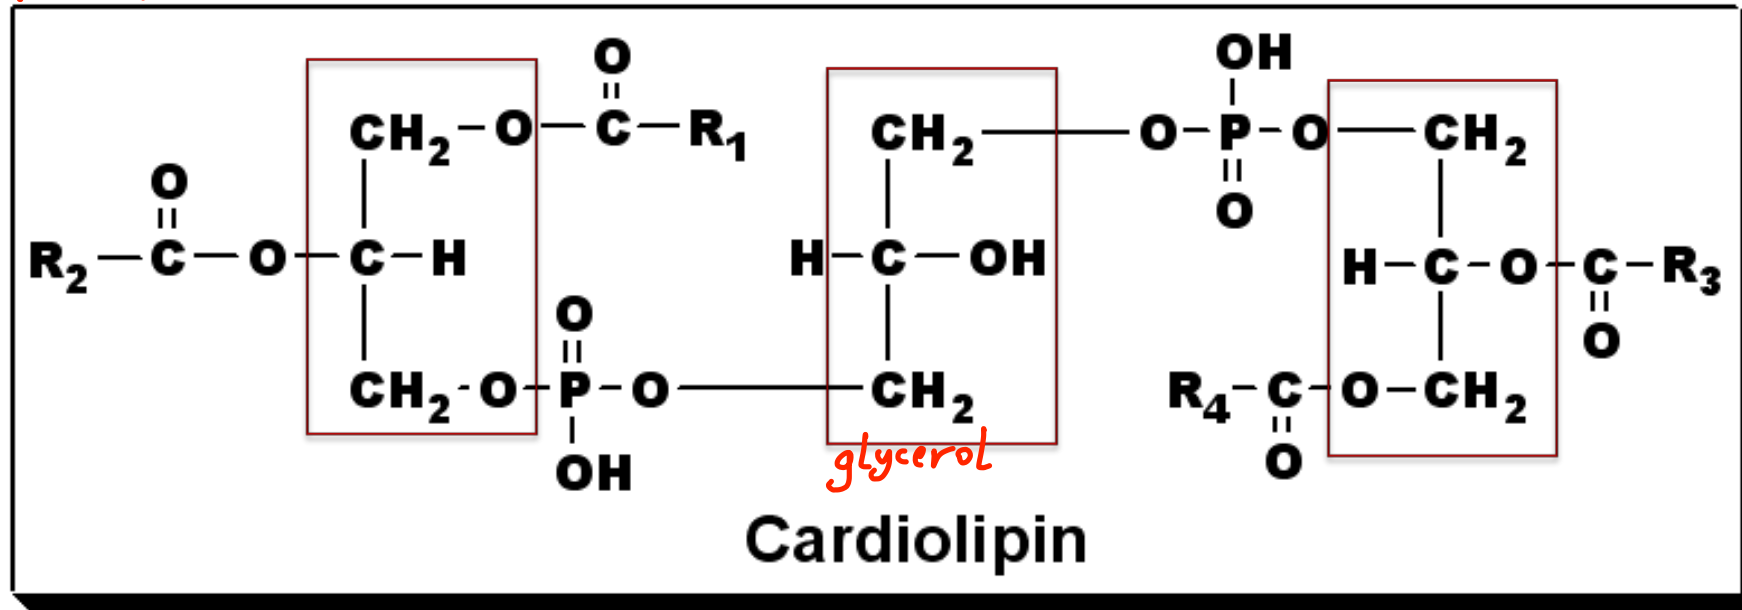 O OH
CH₂–O–C–R₁ CH₂–O–P–O–CH₂
O O
R₂–C–O–C–H H–C–OH H–C–O–C–R₃
O O
CH₂-O-P-O–CH₂ R₄–C–O–CH₂
OH O
glycerol
Cardiolipin